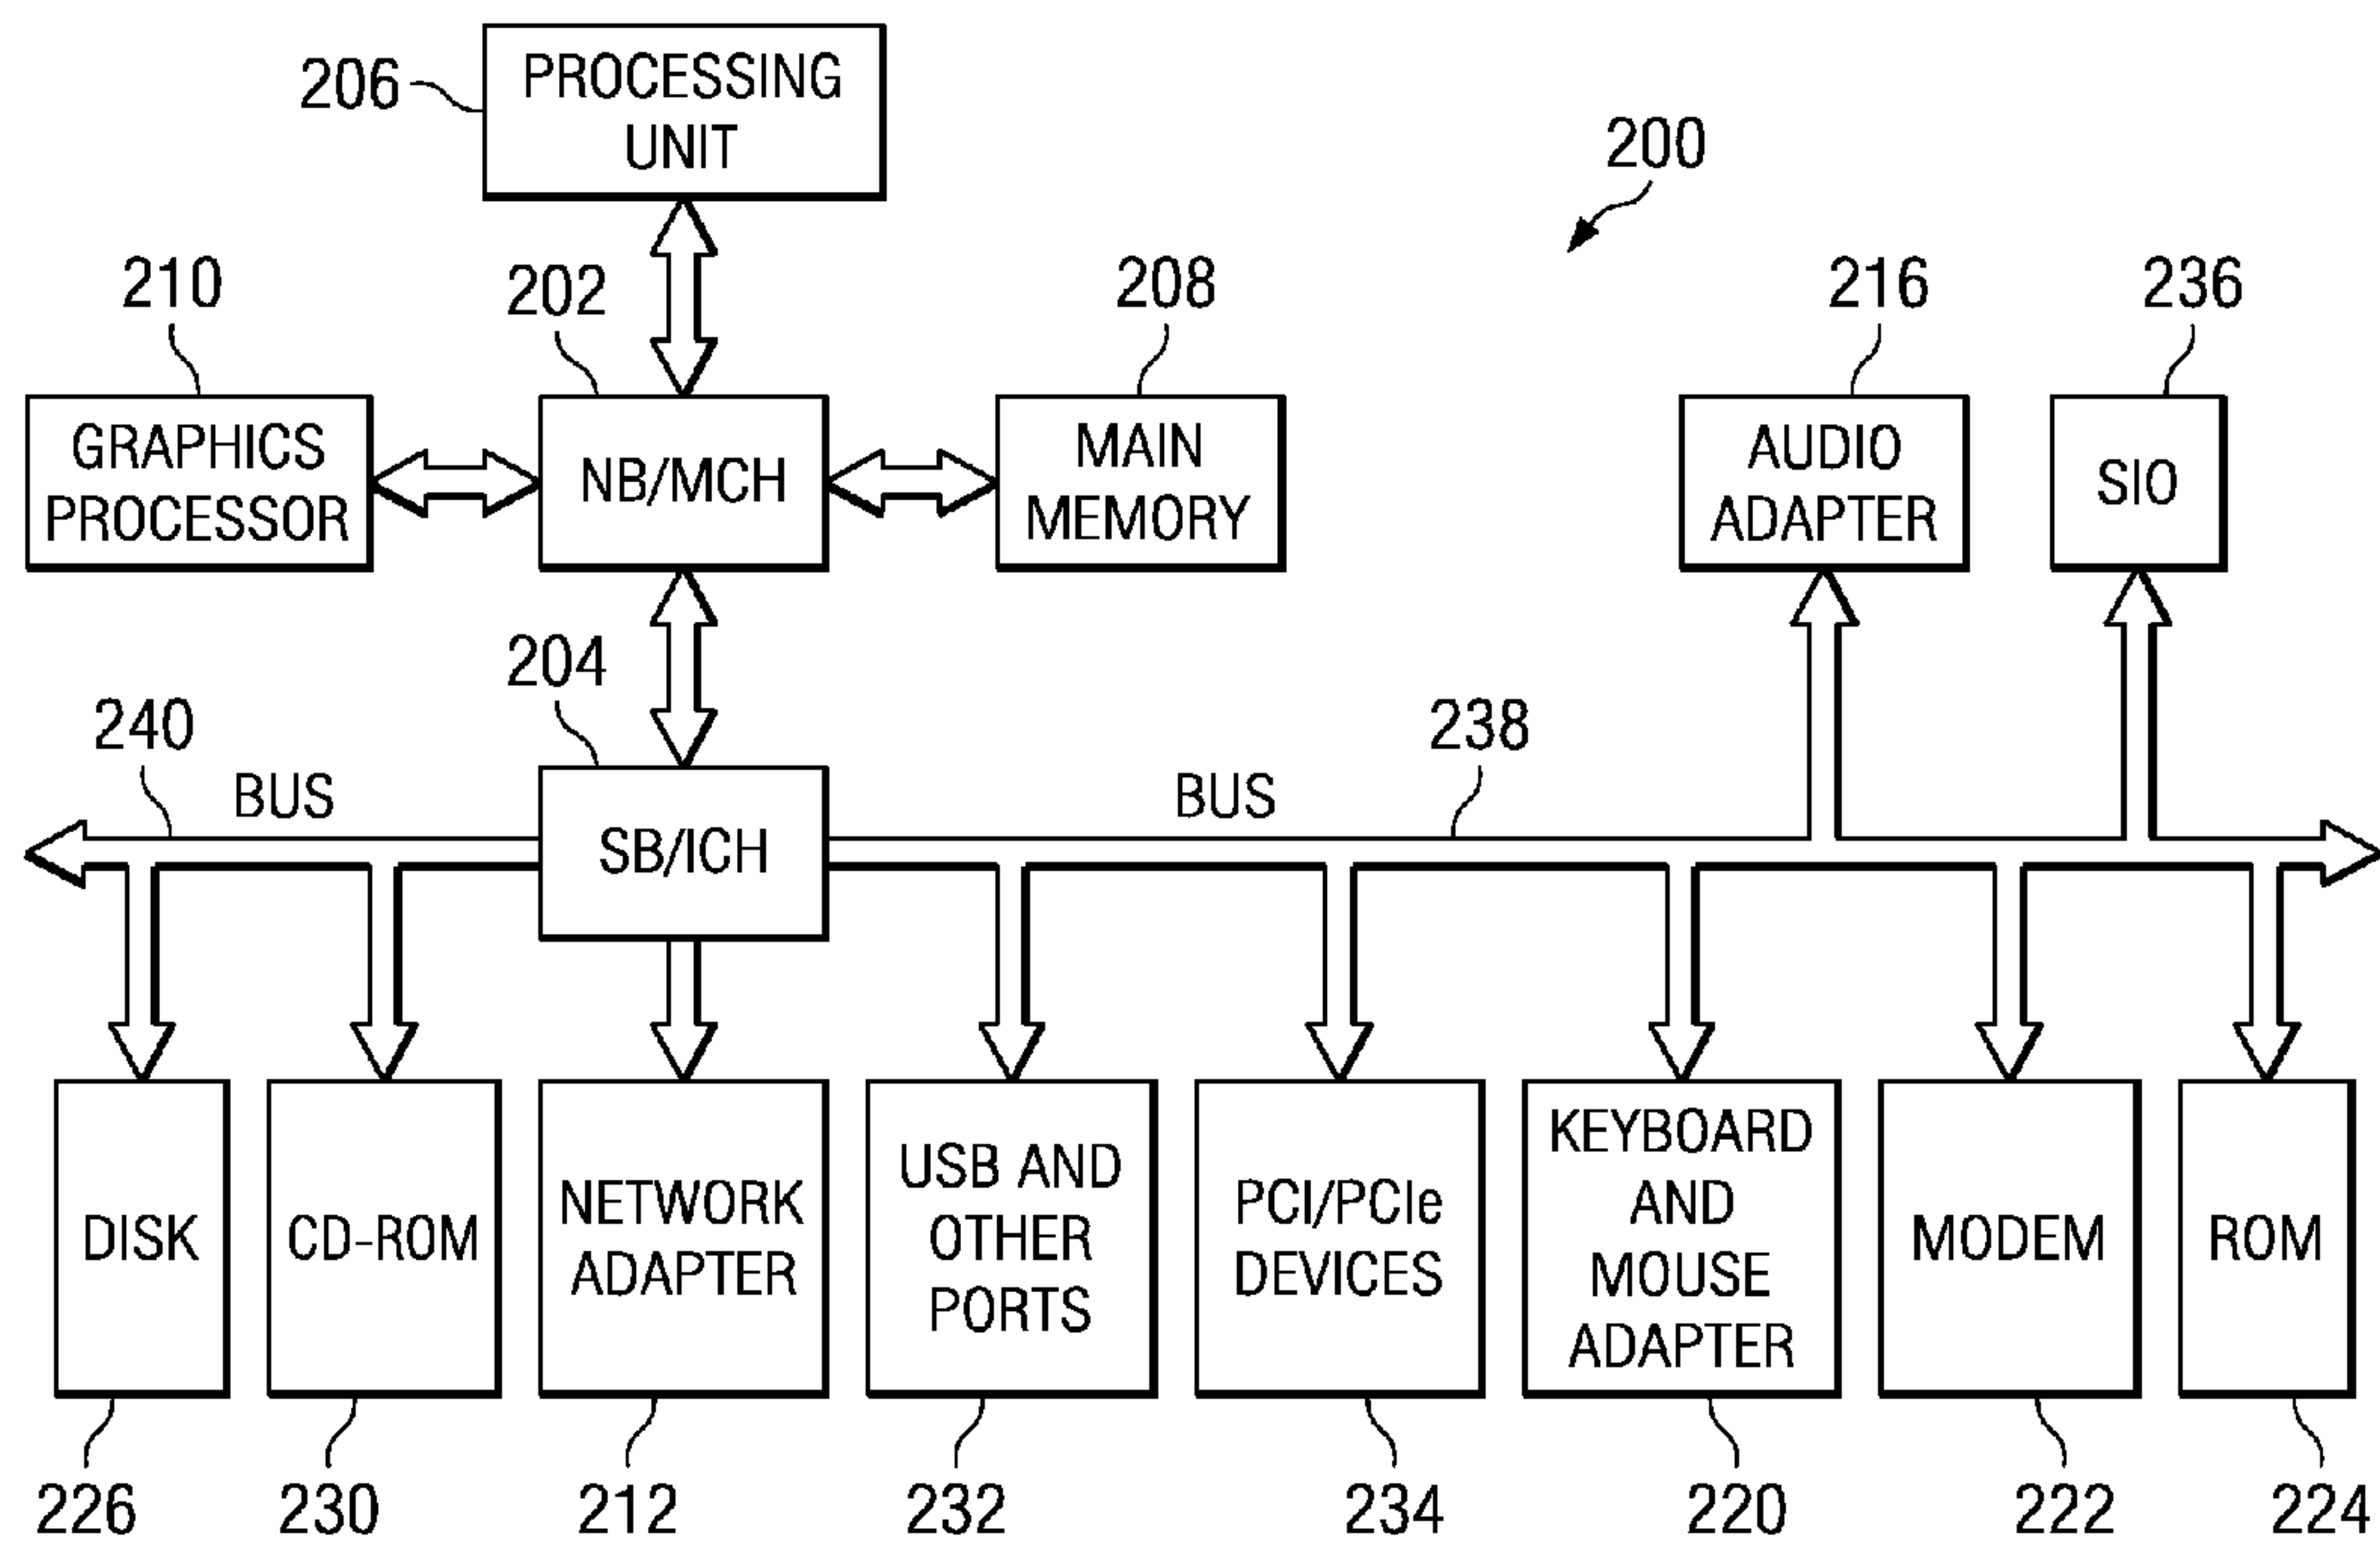 206
PROCESSING
UNIT
200
210
202
208
216
236
GRAPHICS
PROCESSOR
NB/MCH
MAIN
MEMORY
AUDIO
ADAPTER
SIO
204
240
BUS
238
BUS
SB/ICH
DISK
CD-ROM
NETWORK
ADAPTER
USB AND
OTHER
PORTS
PCI/PCIe
DEVICES
KEYBOARD
AND
MOUSE
ADAPTER
MODEM
ROM
226
230
212
232
234
220
222
224